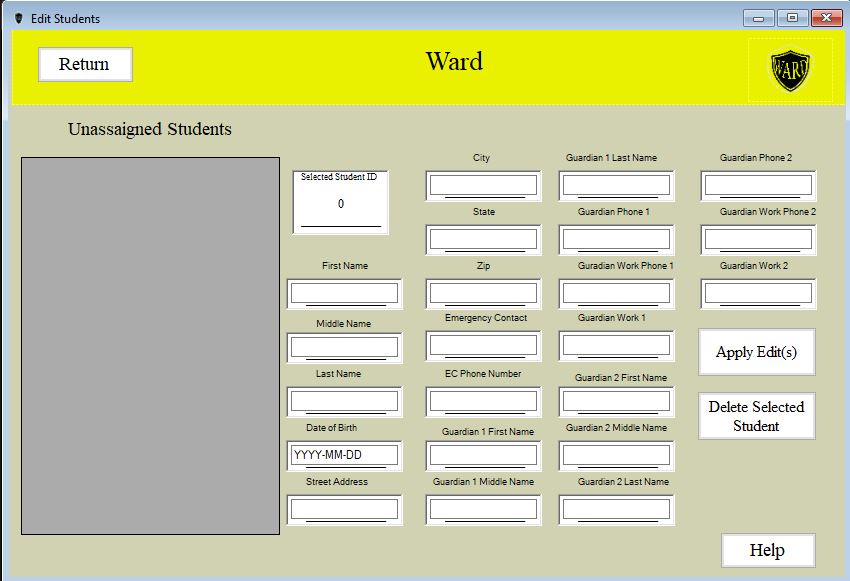 Edit Students
Return
Ward
WARD
Unassaigned Students
Selected Student ID
0
First Name
Middle Name
Last Name
Date of Birth
YYYY-MM-DD
Street Address
City
State
Zip
Emergency Contact
EC Phone Number
Guardian 1 First Name
Guardian 1 Middle Name
Guardian 1 Last Name
Guardian Phone 1
Guradian Work Phone 1
Guardian Work 1
Guardian 2 First Name
Guardian 2 Middle Name
Guardian 2 Last Name
Guardian Phone 2
Guardian Work Phone 2
Guardian Work 2
Apply Edit(s)
Delete Selected
Student
Help